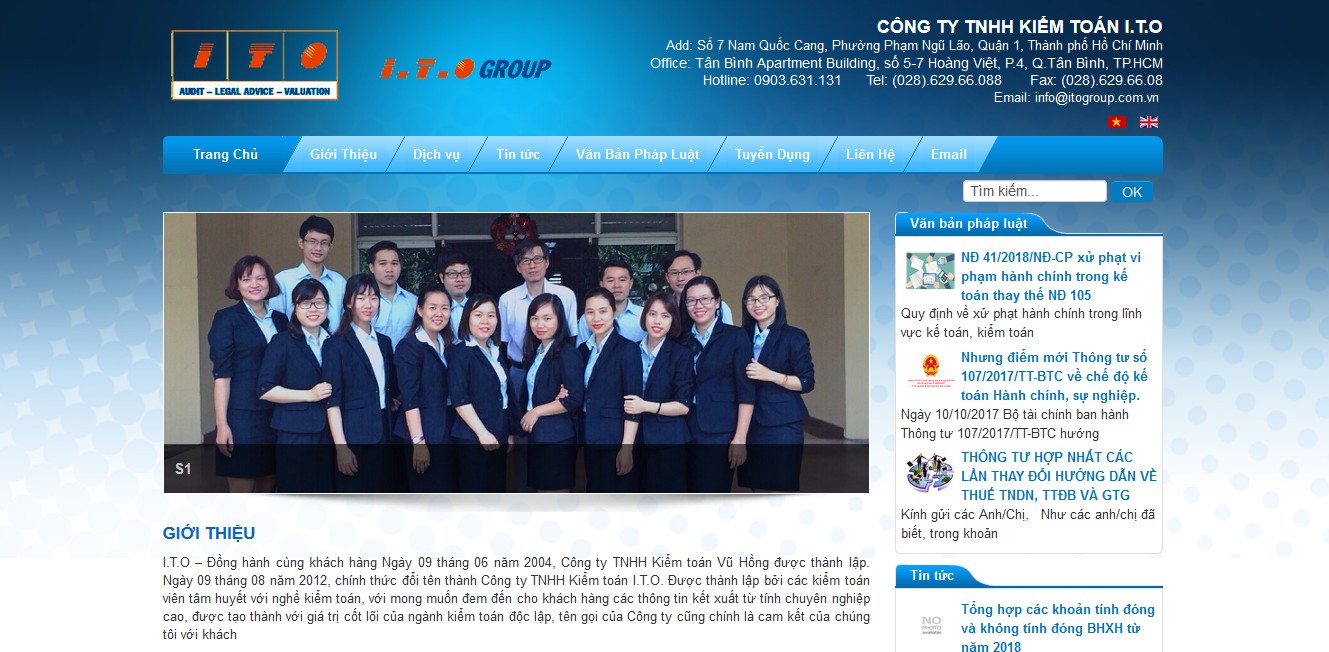 I T O
AUDIT – LEGAL ADVICE – VALUATION
I.T.O GROUP
CÔNG TY TNHH KIỂM TOÁN I.T.O
Add: Số 7 Nam Quốc Cang, Phường Phạm Ngũ Lão, Quận 1, Thành phố Hồ Chí Minh
Office: Tân Bình Apartment Building, số 5-7 Hoàng Việt, P.4, Q.Tân Bình, TP.HCM
Hotline: 0903.631.131 Tel: (028).629.66.088 Fax: (028).629.66.08
Email: info@itogroup.com.vn
Trang Chủ Giới Thiệu Dịch vụ Tin tức Văn Bản Pháp Luật Tuyển Dụng Liên Hệ Email
Tìm kiếm... OK
S1
GIỚI THIỆU
I.T.O – Đồng hành cùng khách hàng Ngày 09 tháng 06 năm 2004, Công ty TNHH Kiểm toán Vũ Hồng được thành lập.
Ngày 09 tháng 08 năm 2012, chính thức đổi tên thành Công ty TNHH Kiểm toán I.T.O. Được thành lập bởi các kiểm toán
viên tâm huyết với nghề kiểm toán, với mong muốn đem đến cho khách hàng các thông tin kết xuất từ tính chuyên nghiệp
cao, được tạo thành với giá trị cốt lõi của ngành kiểm toán độc lập, tên gọi của Công ty cũng chính là cam kết của chúng
tôi với khách
Văn bản pháp luật
NĐ 41/2018/NĐ-CP xử phạt vi
phạm hành chính trong kế
toán thay thế NĐ 105
Quy định về xử phạt hành chính trong lĩnh
vực kế toán, kiểm toán
Nhưng điểm mới Thông tư số
107/2017/TT-BTC về chế độ kế
toán Hành chính, sự nghiệp.
Ngày 10/10/2017 Bộ tài chính ban hành
Thông tư 107/2017/TT-BTC hướng
THÔNG TƯ HỢP NHẤT CÁC
LẦN THAY ĐỔI HƯỚNG DẪN VỀ
THUẾ TNDN, TTĐB VÀ GTG
Kính gửi các Anh/Chị, Như các anh/chị đã
biết, trong khoản
Tin tức
NO
PHOTO
available
Tổng hợp các khoản tính đóng
và không tính đóng BHXH từ
năm 2018